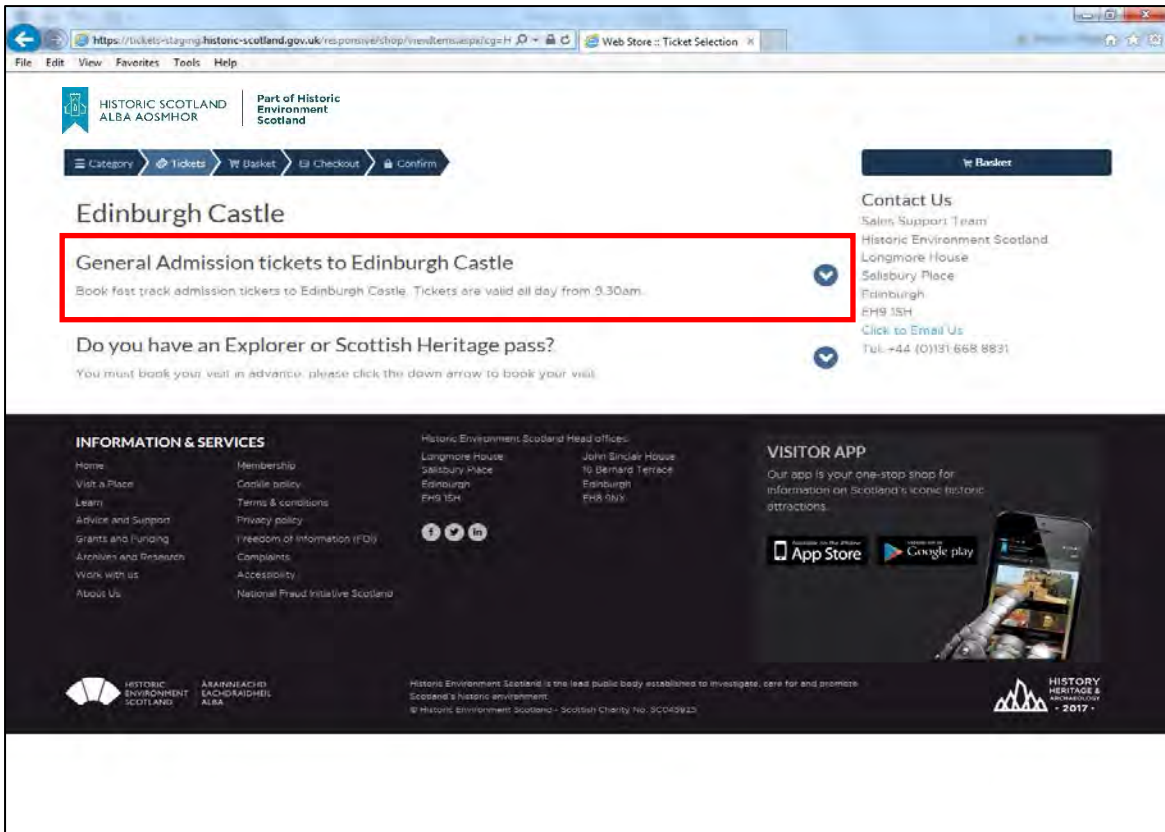 https://tickets-staging.historic-scotland.gov.uk/responsive/shop/viewitems.aspx?cg=H
Web Store :: Ticket Selection
File Edit View Favorites Tools Help
HISTORIC SCOTLAND
ALBA AOSMHOR
Part of Historic
Environment
Scotland
Category
Tickets
Basket
Checkout
Confirm
Basket
Edinburgh Castle
General Admission tickets to Edinburgh Castle
Book fast track admission tickets to Edinburgh Castle. Tickets are valid all day from 9.30am.
Do you have an Explorer or Scottish Heritage pass?
You must book your visit in advance, please click the down arrow to book your visit
Contact Us
Sales Support Team
Historic Environment Scotland
Longmore House
Salisbury Place
Edinburgh
EH9 1SH
Click to Email Us
Tel: +44 (0)131 668 8831
INFORMATION & SERVICES
Home
Visit a Place
Learn
Advice and Support
Grants and Funding
Archives and Research
Work with us
About Us
Membership
Cookie policy
Terms & conditions
Privacy policy
Freedom of Information (FOI)
Complaints
Accessibility
National Fraud Initiative Scotland
Historic Environment Scotland Head offices:
Longmore House
Salisbury Place
Edinburgh
EH9 1SH
John Sinclair House
16 Bernard Terrace
Edinburgh
EH8 9NX
VISITOR APP
Our app is your one-stop shop for
information on Scotland's iconic historic
attractions.
Available on the iPhone
App Store
Google play
HISTORIC
ENVIRONMENT
SCOTLAND
ÀRAINNEACHD
EACHDRAIDHEIL
ALBA
Historic Environment Scotland is the lead public body established to investigate, care for and promote
Scotland's historic environment.
© Historic Environment Scotland - Scottish Charity No. SC045925
HISTORY
HERITAGE &
ARCHAEOLOGY
• 2017 •